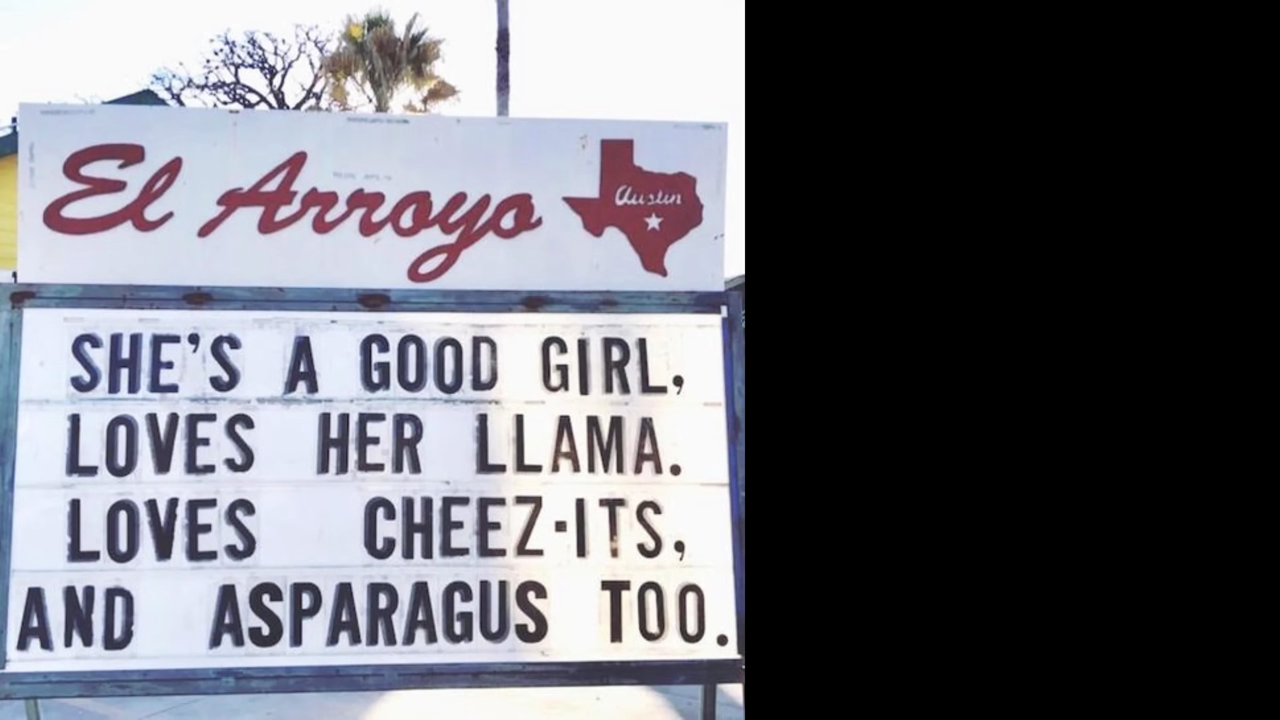 El Arroyo
Austin
SHE'S A GOOD GIRL,
LOVES HER LLAMA.
LOVES CHEEZ-ITS,
AND ASPARAGUS TOO.